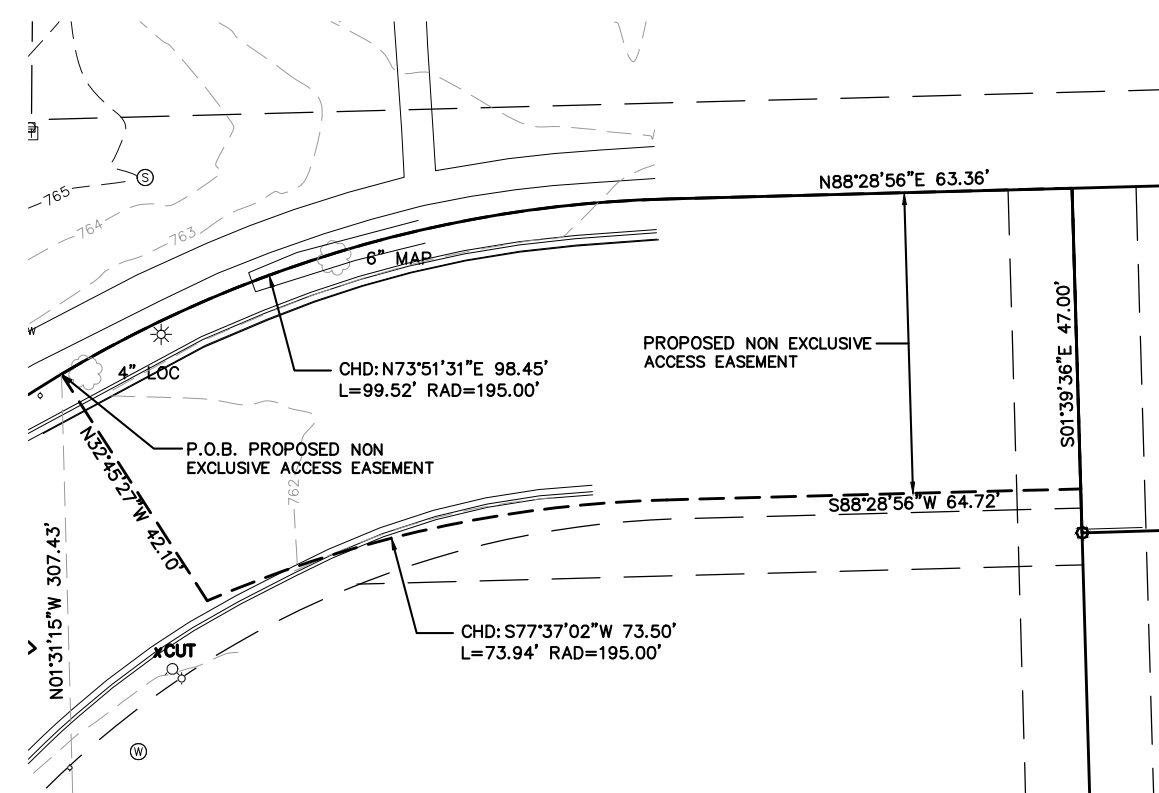 S
765
764
763
N88°28'56"E 63.36'
6" MAP
W
4" LOC
CHD: N73°51'31"E 98.45'
L=99.52' RAD=195.00'
PROPOSED NON EXCLUSIVE
ACCESS EASEMENT
S01°39'36"E 47.00'
P.O.B. PROPOSED NON
EXCLUSIVE ACCESS EASEMENT
N32°45'27"W 42.10'
762
S88°28'56"W 64.72'
N01°31'15"W 307.43'
CHD: S77°37'02"W 73.50'
L=73.94' RAD=195.00'
xCUT
W